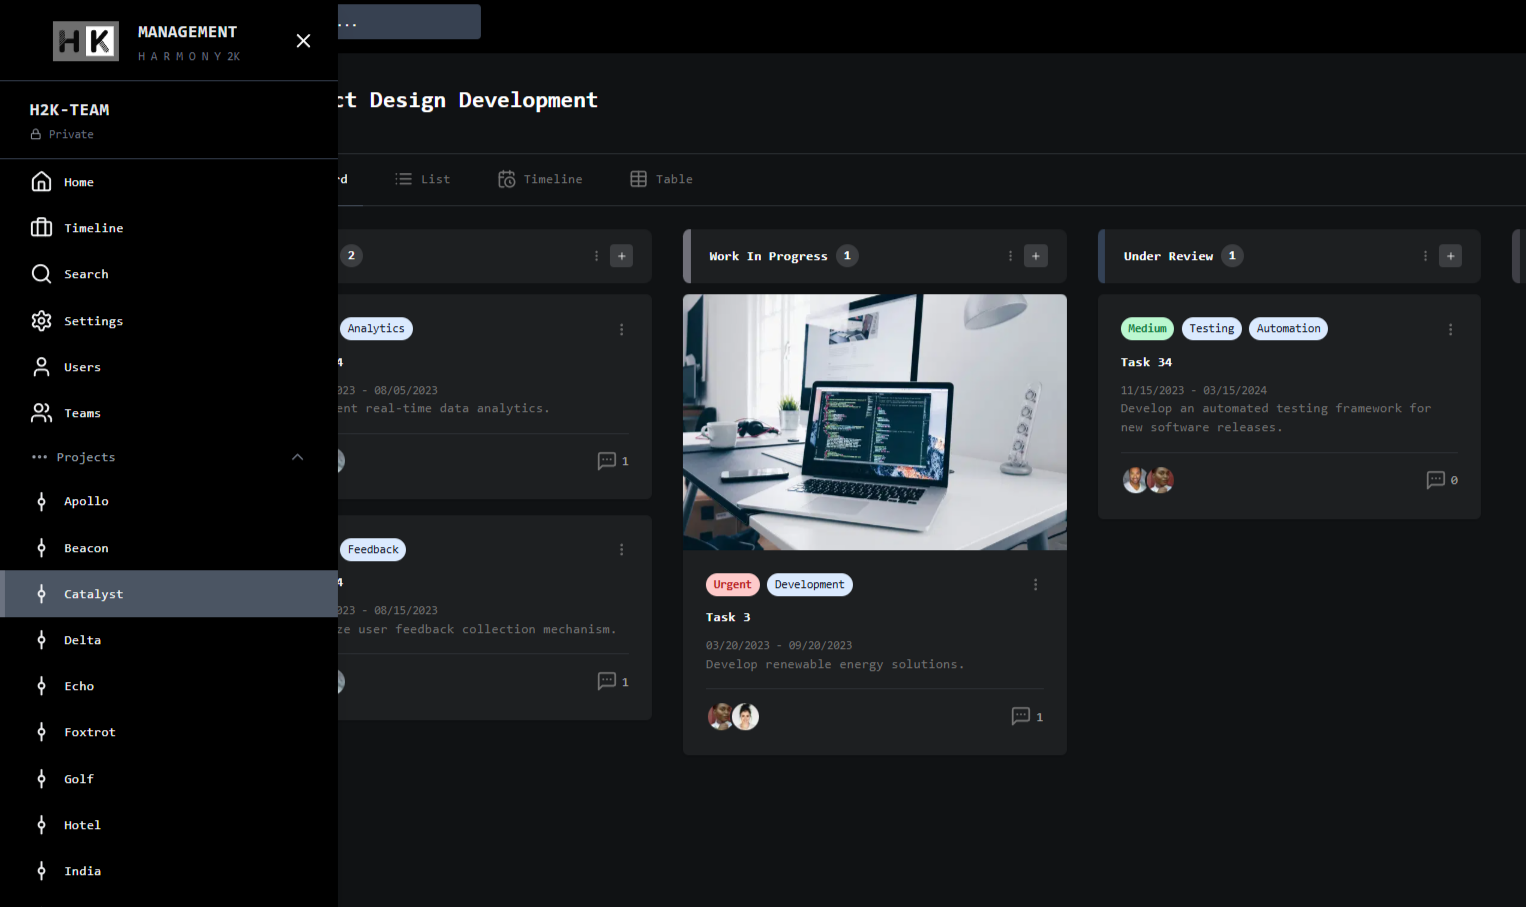 HK
MANAGEMENT
HARMONY 2K
...
H2K-TEAM
Private
Home
Timeline
Search
Settings
Users
Teams
Projects
Apollo
Beacon
Catalyst
Delta
Echo
Foxtrot
Golf
Hotel
India
ct Design Development
rd
List
Timeline
Table
2
+
Analytics
4
023 - 08/05/2023
ent real-time data analytics.
1
Feedback
4
023 - 08/15/2023
ze user feedback collection mechanism.
1
Work In Progress 1
+
Urgent
Development
Task 3
03/20/2023 - 09/20/2023
Develop renewable energy solutions.
1
Under Review 1
+
Medium
Testing
Automation
Task 34
11/15/2023 - 03/15/2024
Develop an automated testing framework for
new software releases.
0